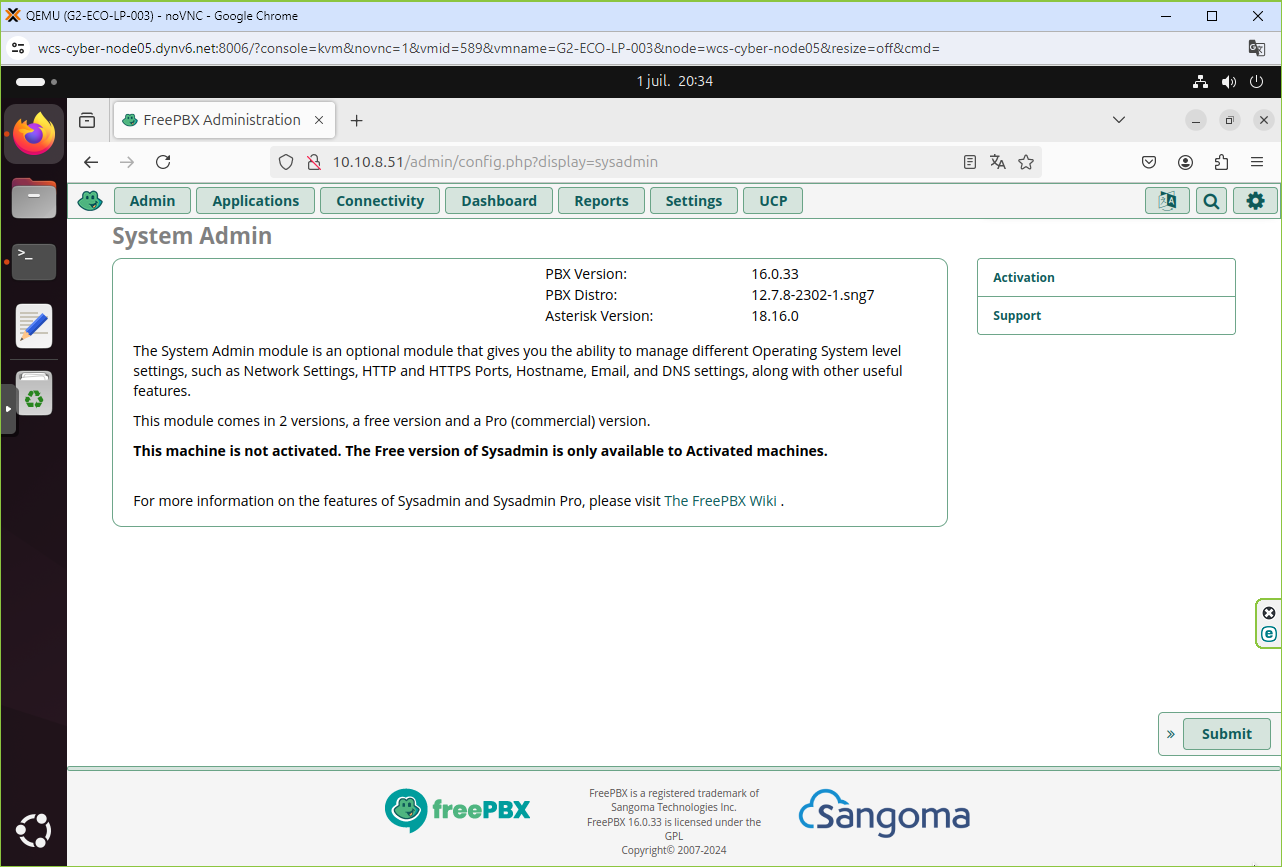 QEMU (G2-ECO-LP-003) - noVNC - Google Chrome
wcs-cyber-node05.dynv6.net:8006/?console=kvm&novnc=1&vmid=589&vmname=G2-ECO-LP-003&node=wcs-cyber-node05&resize=off&cmd=
1 juil. 20:34
FreePBX Administration
10.10.8.51/admin/config.php?display=sysadmin
Admin
Applications
Connectivity
Dashboard
Reports
Settings
UCP
System Admin
PBX Version: 16.0.33
PBX Distro: 12.7.8-2302-1.sng7
Asterisk Version: 18.16.0
The System Admin module is an optional module that gives you the ability to manage different Operating System level
settings, such as Network Settings, HTTP and HTTPS Ports, Hostname, Email, and DNS settings, along with other useful
features.
This module comes in 2 versions, a free version and a Pro (commercial) version.
This machine is not activated. The Free version of Sysadmin is only available to Activated machines.
For more information on the features of Sysadmin and Sysadmin Pro, please visit The FreePBX Wiki .
Activation
Support
» Submit
freePBX
FreePBX is a registered trademark of
Sangoma Technologies Inc.
FreePBX 16.0.33 is licensed under the
GPL
Copyright© 2007-2024
Sangoma